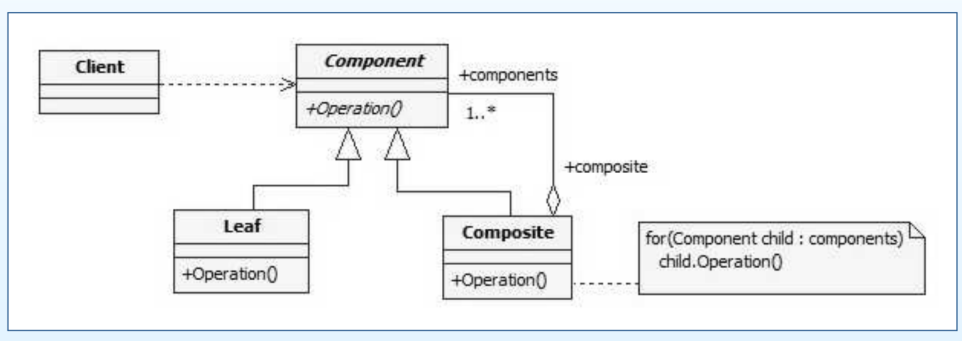 Client
Component
+Operation()
+components
1..*
+composite
Leaf
+Operation()
Composite
+Operation()
for(Component child : components)
child.Operation()